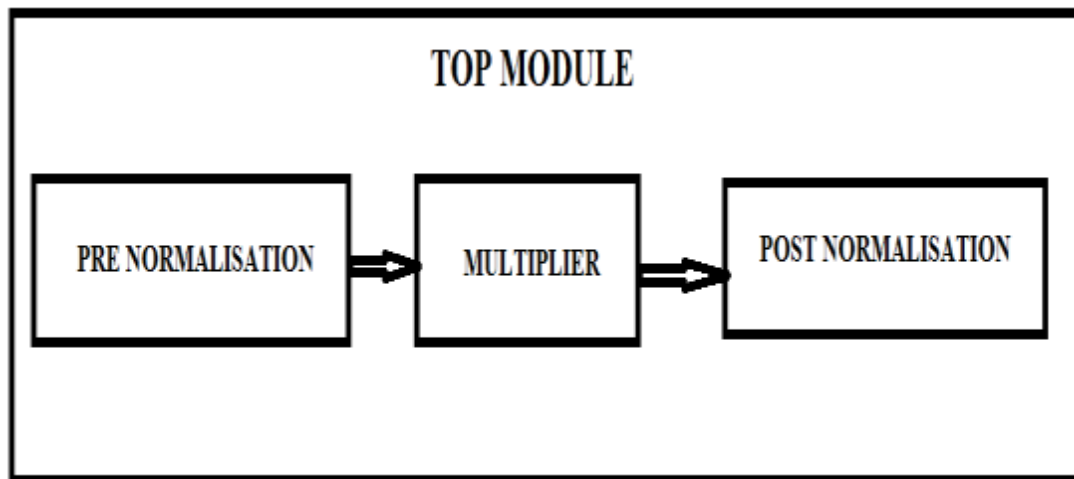 TOP MODULE
PRE NORMALISATION
MULTIPLIER
POST NORMALISATION